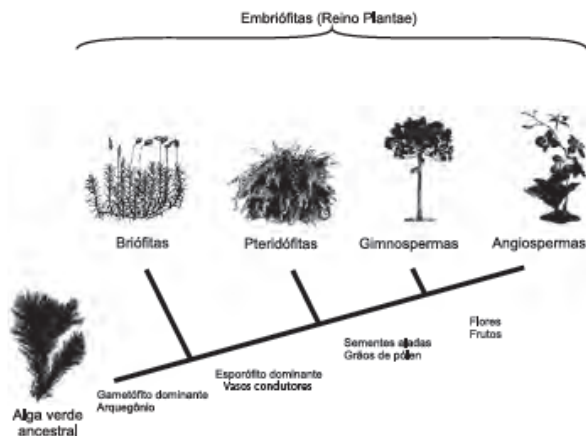 Embriófitas (Reino Plantae)
Briófitas
Pteridófitas
Gimnospermas
Angiospermas
Flores
Frutos
Sementes aladas
Grãos de pólen
Esporófito dominante
Vasos condutores
Gametófito dominante
Arquegônio
Alga verde
ancestral